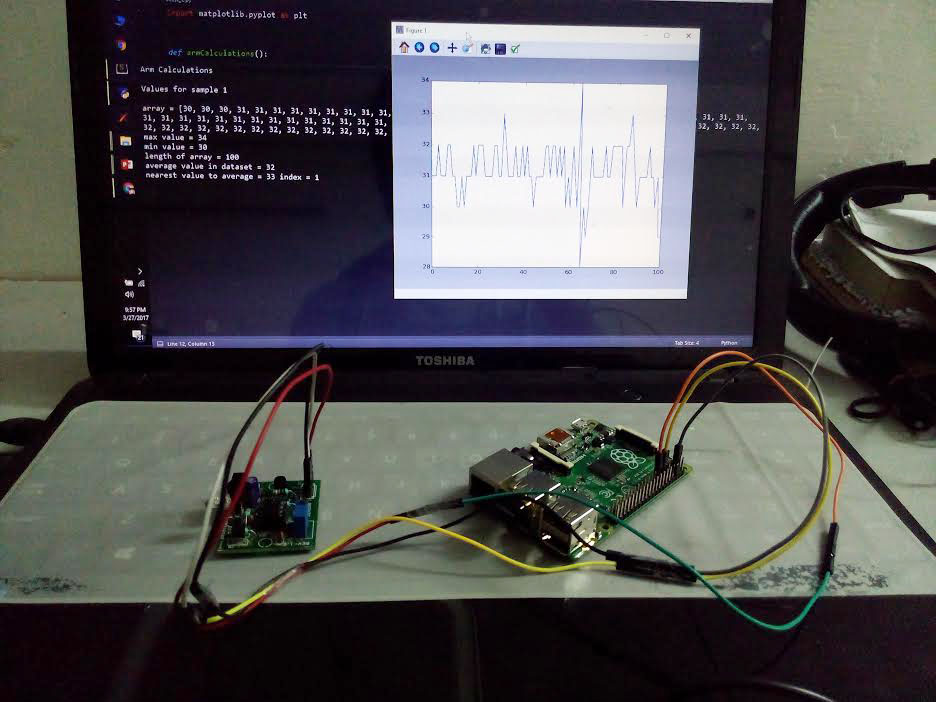 import matplotlib.pyplot as plt
def armCalculations():
Arm Calculations
Values for sample 1
array = [30, 30, 30, 31, 31, 31, 31, 31, 31, 31, 31, 31, 31, 31, 31,
31, 31, 31, 31, 31, 31, 31, 31, 31, 31, 31, 31, 31,
32, 32, 32, 32, 32, 32, 32, 32, 32, 32, 32, 32, 32, 32, 32, 32, 32,
max value = 34
min value = 30
length of array = 100
average value in dataset = 32
nearest value to average = 33 index = 1
Figure 1
34
33
32
31
30
29
28
0
20
40
60
80
100
9:57 PM
3/27/2017
21
Line 12, Column 13
Tab Size: 4
Python
TOSHIBA